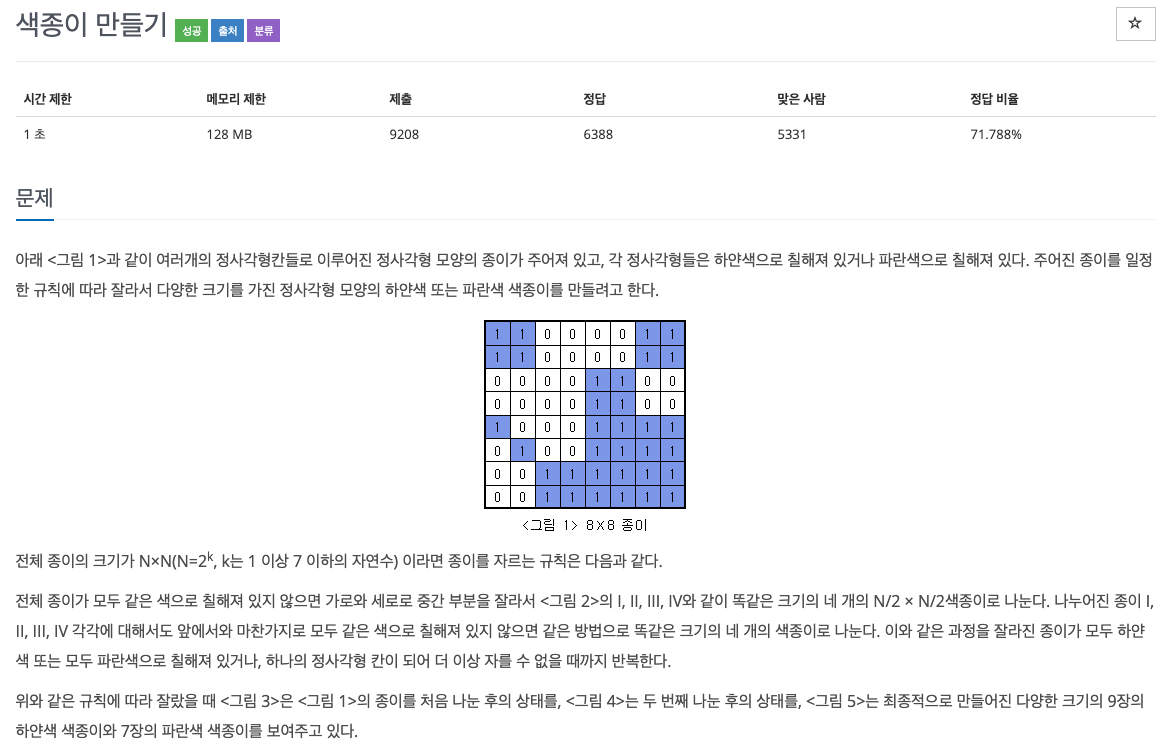 색종이 만들기 성공 출처 분류
☆
시간 제한 메모리 제한 제출 정답 맞은 사람 정답 비율
1 초 128 MB 9208 6388 5331 71.788%
문제
아래 <그림 1>과 같이 여러개의 정사각형칸들로 이루어진 정사각형 모양의 종이가 주어져 있고, 각 정사각형들은 하얀색으로 칠해져 있거나 파란색으로 칠해져 있다. 주어진 종이를 일정
한 규칙에 따라 잘라서 다양한 크기를 가진 정사각형 모양의 하얀색 또는 파란색 색종이를 만들려고 한다.
1 1 0 0 0 0 1 1
1 1 0 0 0 0 1 1
0 0 0 0 1 1 0 0
0 0 0 0 1 1 0 0
1 0 0 0 1 1 1 1
0 1 0 0 1 1 1 1
0 0 1 1 1 1 1 1
0 0 1 1 1 1 1 1
<그림 1> 8X8 종이
전체 종이의 크기가 N×N(N=2^k, k는 1 이상 7 이하의 자연수) 이라면 종이를 자르는 규칙은 다음과 같다.
전체 종이가 모두 같은 색으로 칠해져 있지 않으면 가로와 세로로 중간 부분을 잘라서 <그림 2>의 I, II, III, IV와 같이 똑같은 크기의 네 개의 N/2 × N/2색종이로 나눈다. 나누어진 종이 I,
II, III, IV 각각에 대해서도 앞에서와 마찬가지로 모두 같은 색으로 칠해져 있지 않으면 같은 방법으로 똑같은 크기의 네 개의 색종이로 나눈다. 이와 같은 과정을 잘라진 종이가 모두 하얀
색 또는 모두 파란색으로 칠해져 있거나, 하나의 정사각형 칸이 되어 더 이상 자를 수 없을 때까지 반복한다.
위와 같은 규칙에 따라 잘랐을 때 <그림 3>은 <그림 1>의 종이를 처음 나눈 후의 상태를, <그림 4>는 두 번째 나눈 후의 상태를, <그림 5>는 최종적으로 만들어진 다양한 크기의 9장의
하얀색 색종이와 7장의 파란색 색종이를 보여주고 있다.